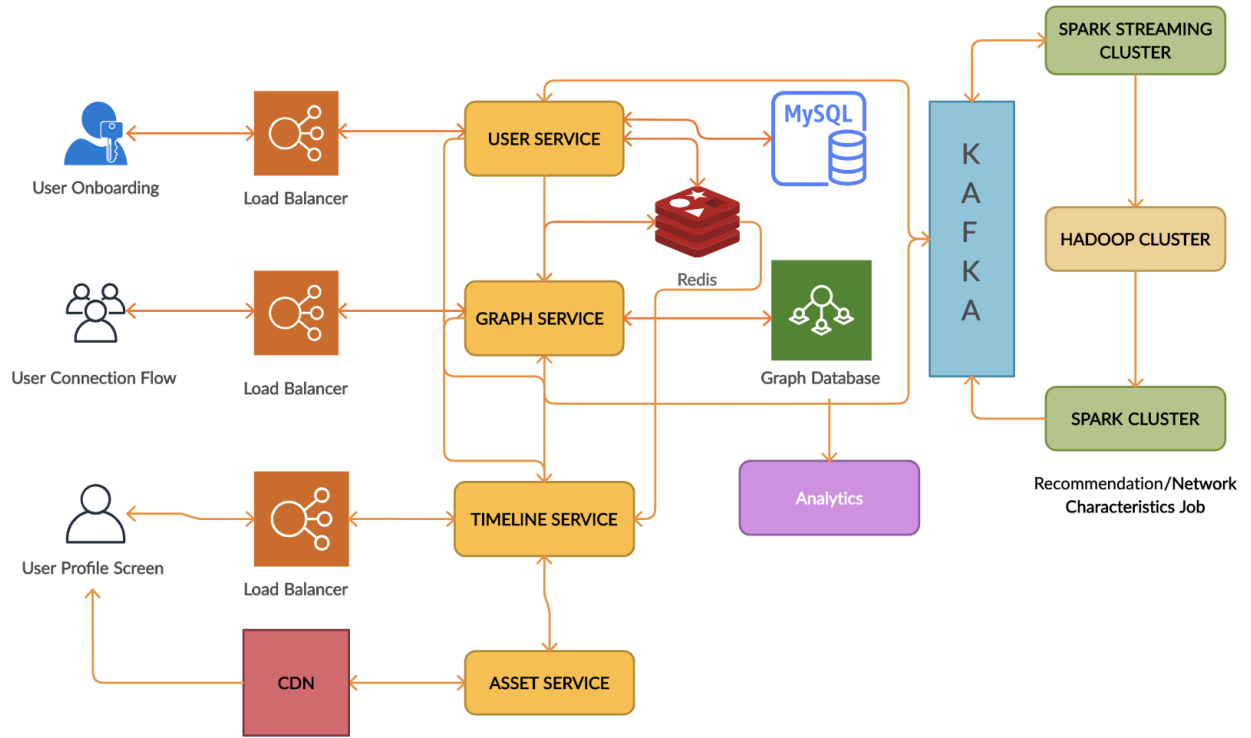 SPARK STREAMING
CLUSTER
MySQL
USER SERVICE
K
A
F
K
A
User Onboarding
Load Balancer
HADOOP CLUSTER
Redis
GRAPH SERVICE
User Connection Flow
Load Balancer
Graph Database
SPARK CLUSTER
Recommendation/Network
Characteristics Job
Analytics
TIMELINE SERVICE
User Profile Screen
Load Balancer
CDN
ASSET SERVICE